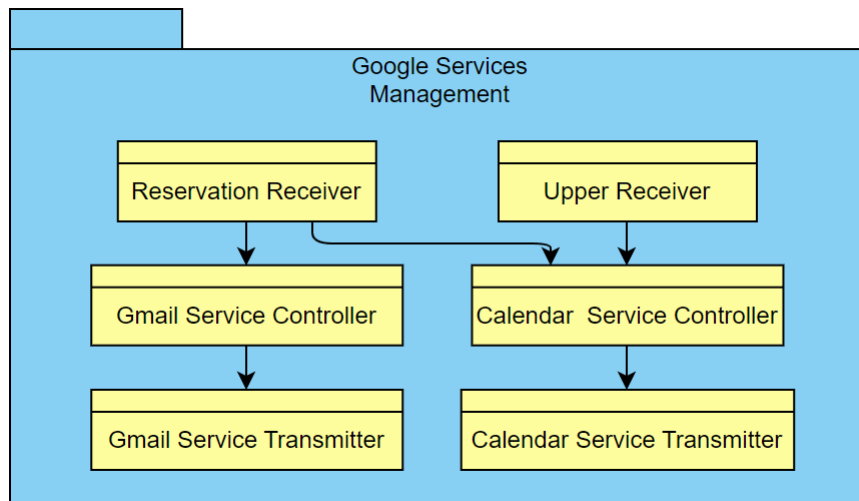 Google Services
Management
Reservation Receiver
Upper Receiver
Gmail Service Controller
Calendar  Service Controller
Gmail Service Transmitter
Calendar Service Transmitter